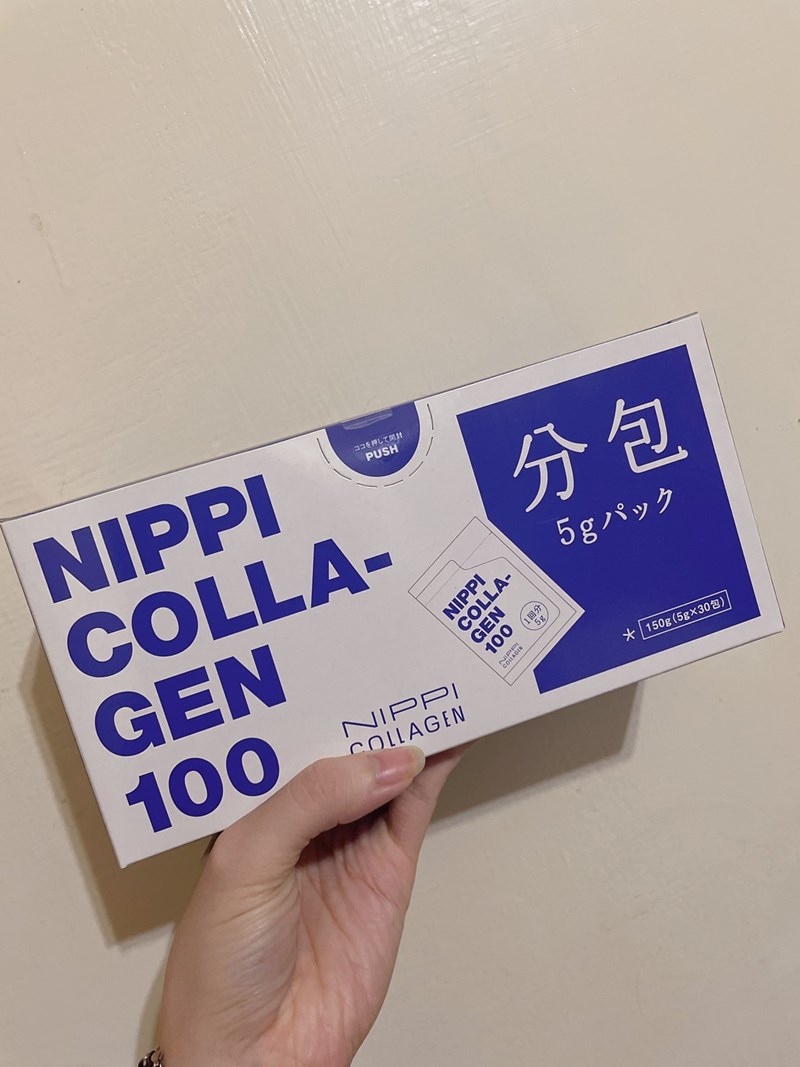 ココを押して開封
PUSH
NIPPI
COLLA-
GEN
100
NIPPI
COLLAGEN
分包
5gパック
NIPPI
COLLA-
GEN
100
1回分
5g
NIPPI
COLLAGEN
* 150g(5g×30包)